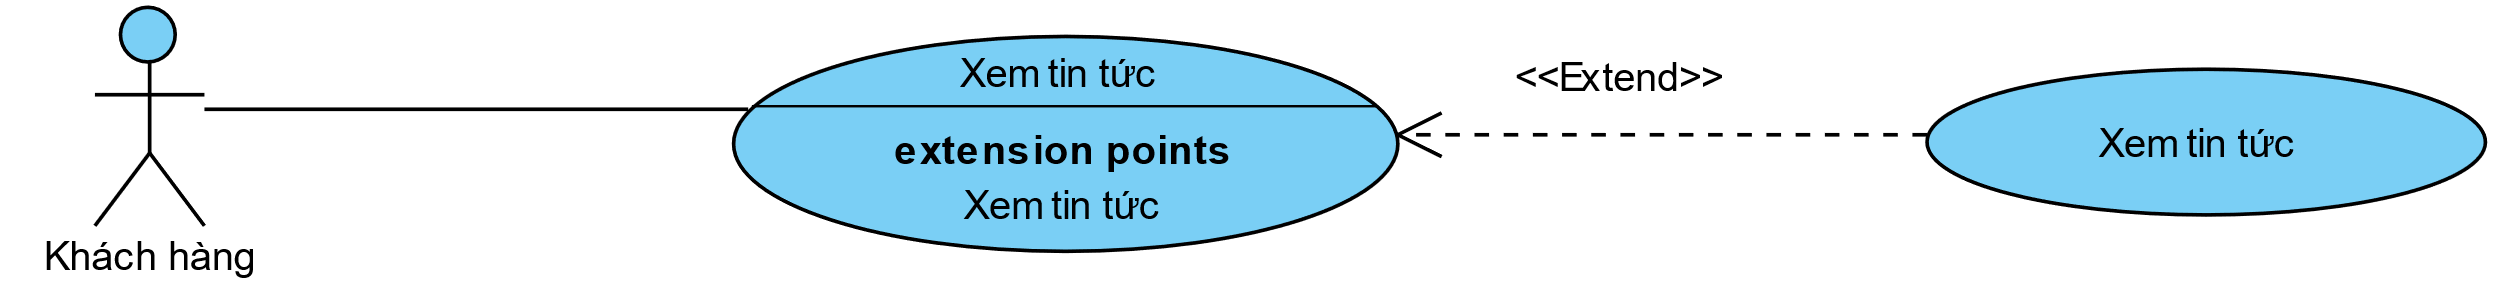 Xem tin tức
extension points
Xem tin tức
<<Extend>>
Xem tin tức
Khách hàng